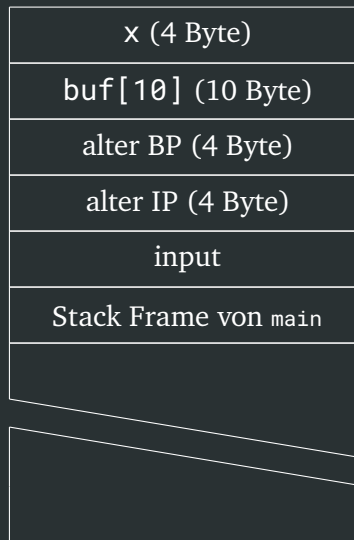 x (4 Byte)
buf[10] (10 Byte)
alter BP (4 Byte)
alter IP (4 Byte)
input
Stack Frame von main